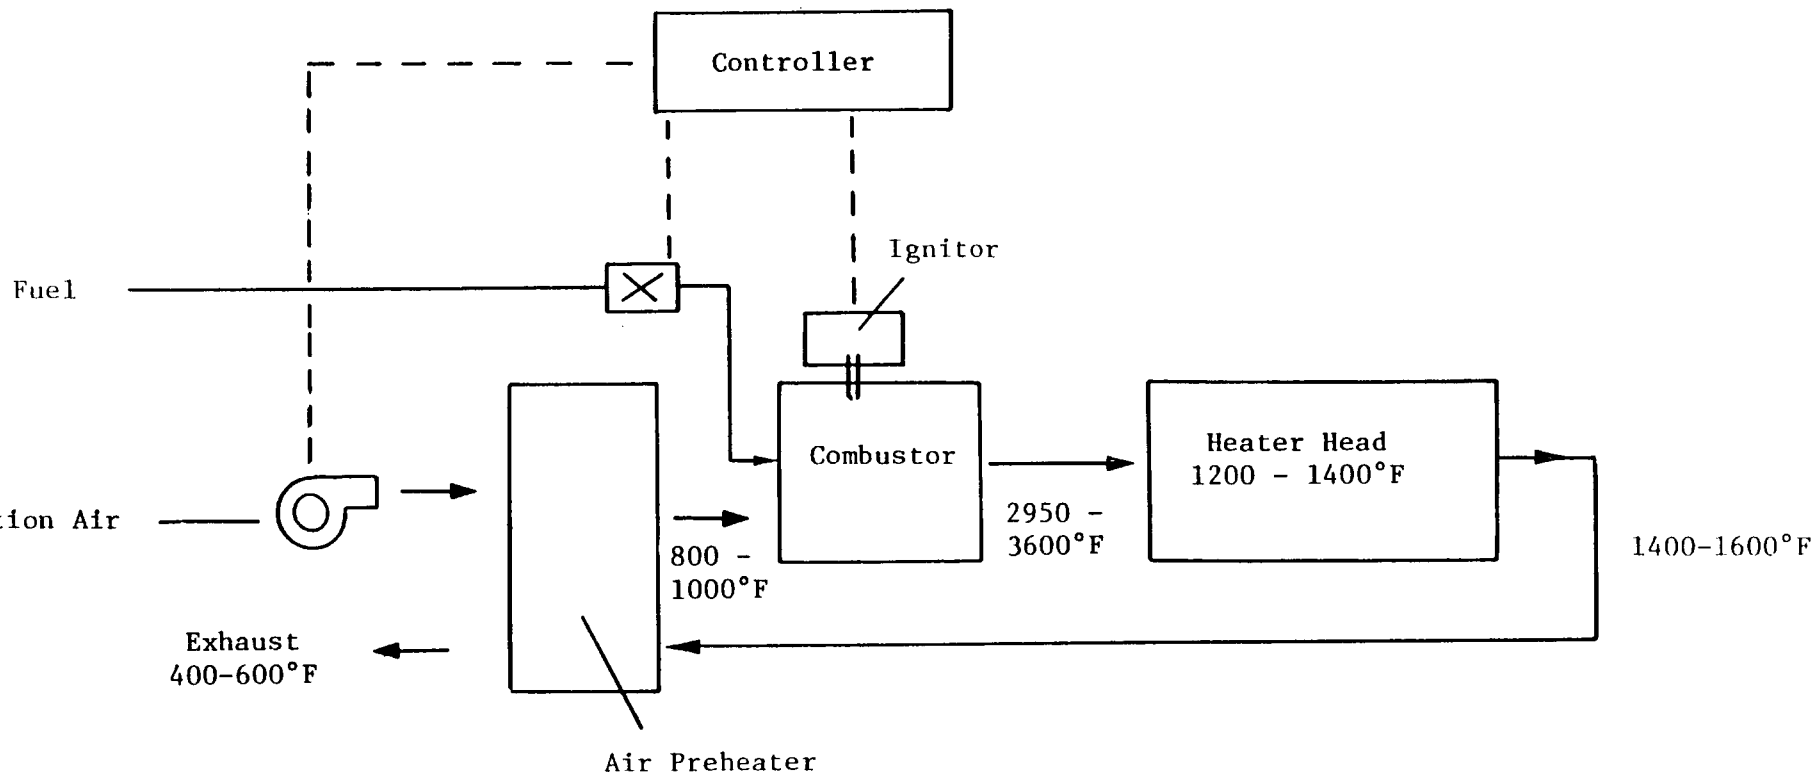 Controller
Ignitor
Fuel
Combustor
Heater Head
1200 - 1400°F
tion Air
2950 -
3600°F
800 -
1000°F
1400-1600°F
Exhaust
400-600°F
Air Preheater